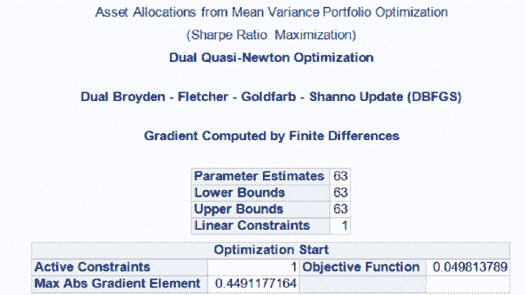 Asset Allocations from Mean Variance Portfolio Optimization
(Sharpe Ratio Maximization)
Dual Quasi-Newton Optimization
Dual Broyden - Fletcher - Goldfarb - Shanno Update (DBFGS)
Gradient Computed by Finite Differences
Parameter Estimates 63
Lower Bounds 63
Upper Bounds 63
Linear Constraints 1
Optimization Start
Active Constraints 1 Objective Function 0.049813789
Max Abs Gradient Element 0.4491177164